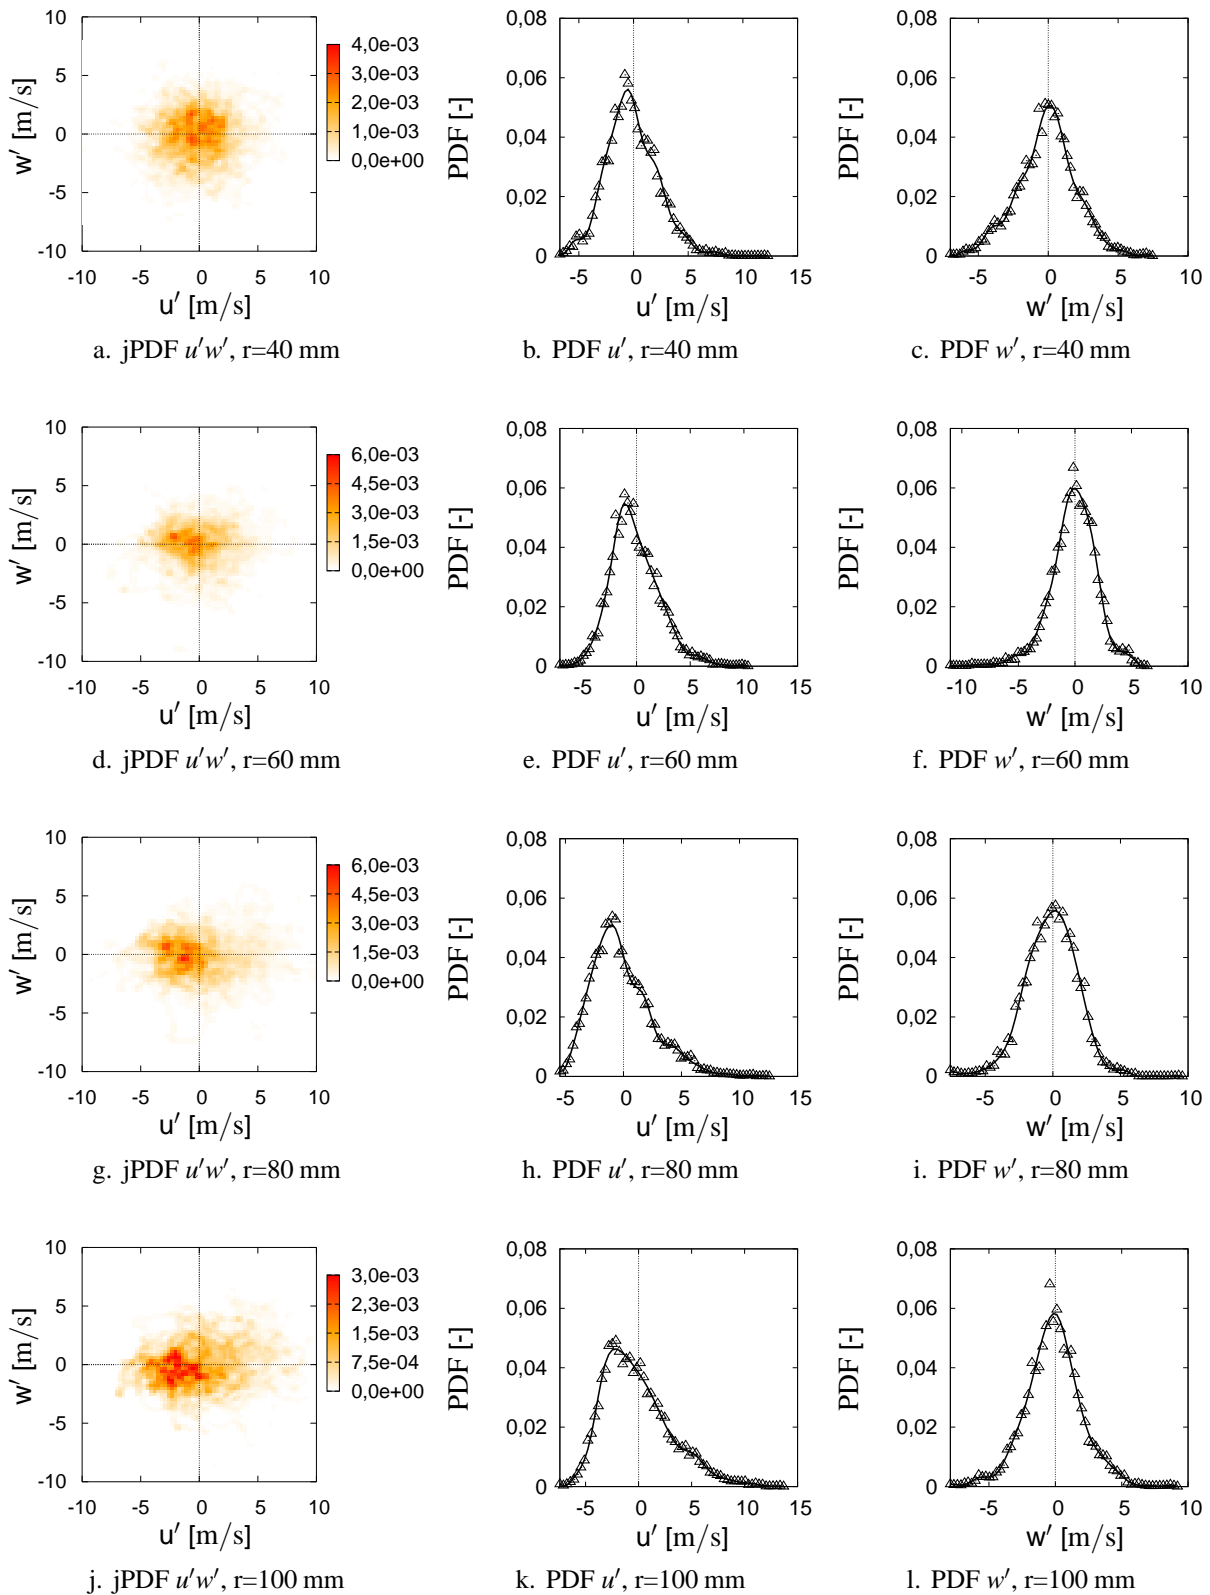 10
5
0
-5
-10
w′ [m/s]
-10 -5 0 5 10
u′ [m/s]
4,0e-03
3,0e-03
2,0e-03
1,0e-03
0,0e+00
a. jPDF u′w′, r=40 mm
0,08
0,06
0,04
0,02
0
PDF [-]
-5 0 5 10 15
u′ [m/s]
b. PDF u′, r=40 mm
0,08
0,06
0,04
0,02
0
PDF [-]
-5 0 5 10
w′ [m/s]
c. PDF w′, r=40 mm
10
5
0
-5
-10
w′ [m/s]
-10 -5 0 5 10
u′ [m/s]
6,0e-03
4,5e-03
3,0e-03
1,5e-03
0,0e+00
d. jPDF u′w′, r=60 mm
0,08
0,06
0,04
0,02
0
PDF [-]
-5 0 5 10 15
u′ [m/s]
e. PDF u′, r=60 mm
0,08
0,06
0,04
0,02
0
PDF [-]
-10 -5 0 5 10
w′ [m/s]
f. PDF w′, r=60 mm
10
5
0
-5
-10
w′ [m/s]
-10 -5 0 5 10
u′ [m/s]
6,0e-03
4,5e-03
3,0e-03
1,5e-03
0,0e+00
g. jPDF u′w′, r=80 mm
0,08
0,06
0,04
0,02
0
PDF [-]
-5 0 5 10 15
u′ [m/s]
h. PDF u′, r=80 mm
0,08
0,06
0,04
0,02
0
PDF [-]
-5 0 5 10
w′ [m/s]
i. PDF w′, r=80 mm
10
5
0
-5
-10
w′ [m/s]
-10 -5 0 5 10
u′ [m/s]
3,0e-03
2,3e-03
1,5e-03
7,5e-04
0,0e+00
j. jPDF u′w′, r=100 mm
0,08
0,06
0,04
0,02
0
PDF [-]
-5 0 5 10 15
u′ [m/s]
k. PDF u′, r=100 mm
0,08
0,06
0,04
0,02
0
PDF [-]
-5 0 5 10
w′ [m/s]
l. PDF w′, r=100 mm